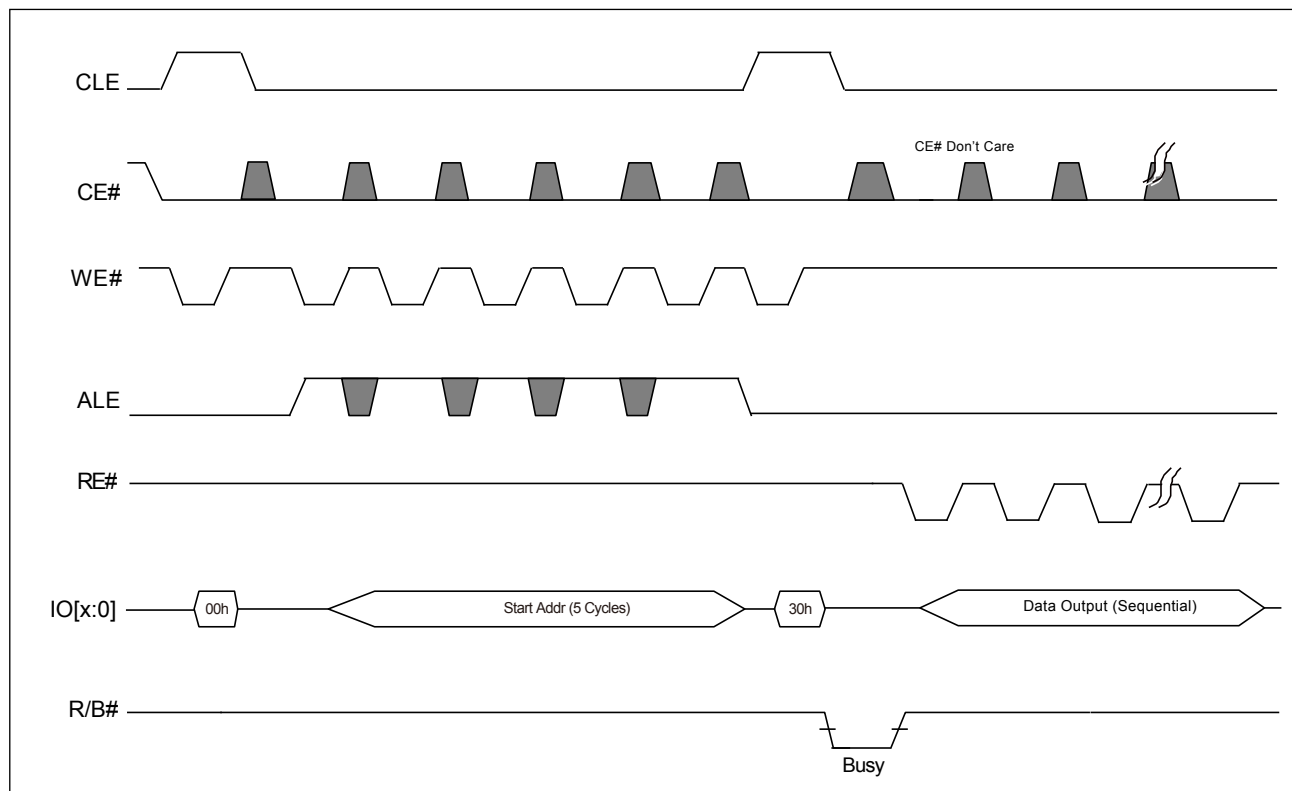 CLE
CE# Don't Care
CE#
WE#
ALE
RE#
IO[x:0]
00h
Start Addr (5 Cycles)
30h
Data Output (Sequential)
R/B#
Busy